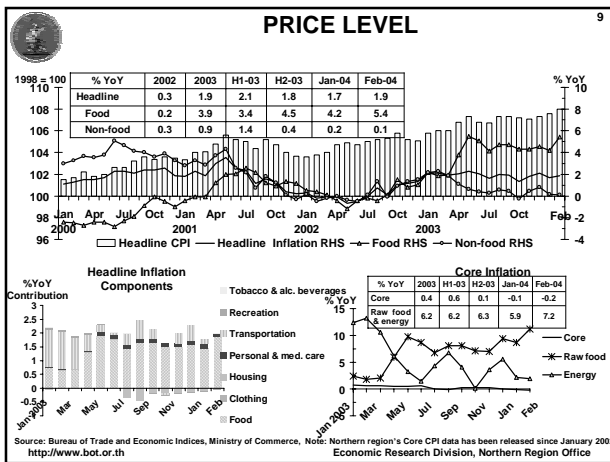 9
PRICE LEVEL
1998 = 100
% YoY
% YoY 2002 2003 H1-03 H2-03 Jan-04 Feb-04
Headline 0.3 1.9 2.1 1.8 1.7 1.9
Food 0.2 3.9 3.4 4.5 4.2 5.4
Non-food 0.3 0.9 1.4 0.4 0.2 0.1
110
108
106
104
102
100
98
96
10
8
6
4
2
0
-2
-4
Jan Apr Jul Oct Jan Apr Jul Oct Jan Apr Jul Oct Jan Apr Jul Oct Feb
2000 2001 2002 2003
Headline CPI Headline Inflation RHS Food RHS Non-food RHS
Headline Inflation
Components
%YoY
Contribution
3
2.5
2
1.5
1
0.5
0
-0.5
Jan-2003 Mar May Jul Sep Nov Jan Feb
Tobacco & alc. beverages
Recreation
Transportation
Personal & med. care
Housing
Clothing
Food
Core Inflation
% YoY 2003 H1-03 H2-03 Jan-04 Feb-04
Core 0.4 0.6 0.1 -0.1 -0.2
Raw food & energy 6.2 6.2 6.3 5.9 7.2
% YoY
15
10
5
0
Jan 2003 Mar May Jul Sep Nov Jan Feb
Core
Raw food
Energy
Source: Bureau of Trade and Economic Indices, Ministry of Commerce, Note: Northern region's Core CPI data has been released since January 200
http://www.bot.or.th
Economic Research Division, Northern Region Office